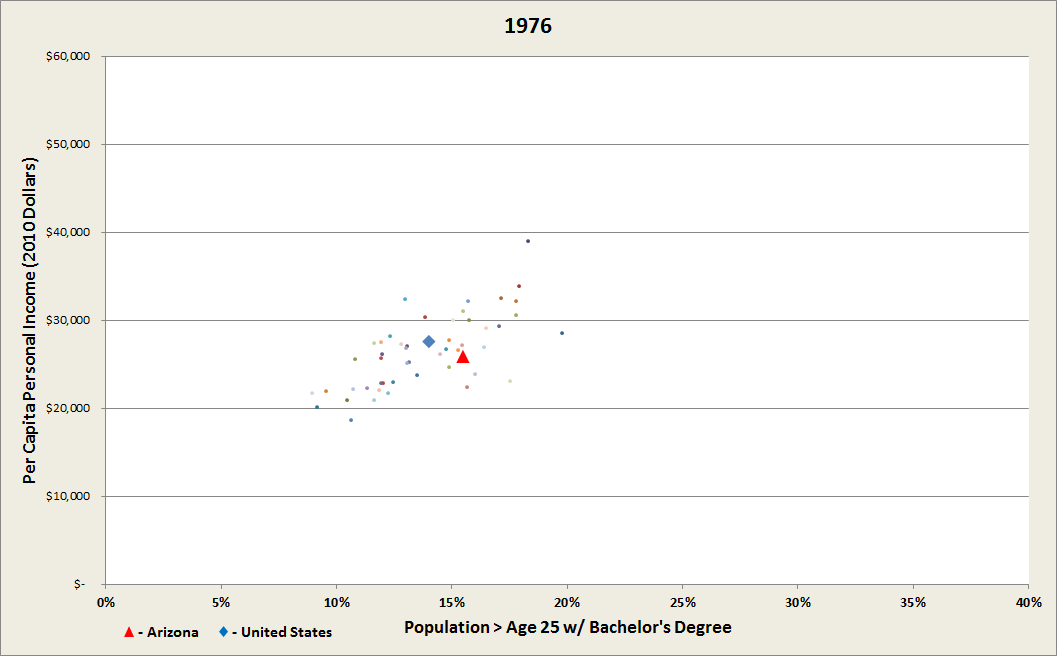 1976
$60,000
$50,000
$40,000
$30,000
$20,000
$10,000
$-
Per Capita Personal Income (2010 Dollars)
0% 5% 10% 15% 20% 25% 30% 35% 40%
Population > Age 25 w/ Bachelor's Degree
- Arizona - United States